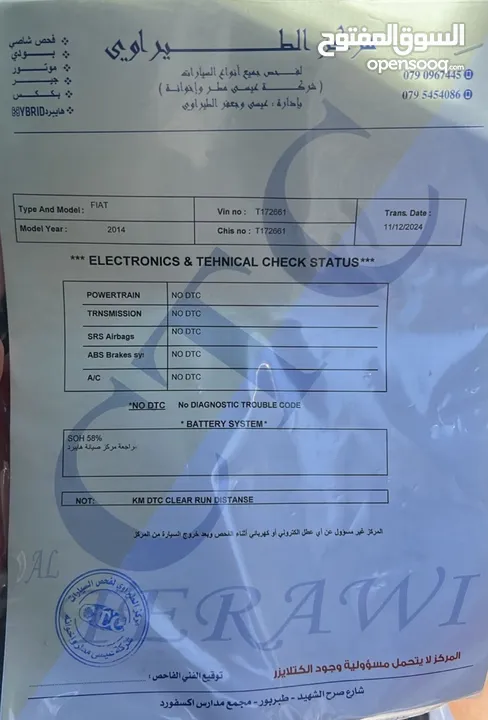 السوق المفتوح
opensooq.com
مركز الطيراوي
لفحص جميع أنواع السيارات
( شركة عيسى مطر واخوانة )
بإدارة : عيسى وجعفر الطيراوي
079 0967445
079 5454086
فحص شاصي
بودي
موتور
جير
بكس
هايبرد HYBRID
Type And Model : FIAT
Vin no : T172661
Trans. Date :
Model Year : 2014
Chis no : T172661
11/12/2024
*** ELECTRONICS & TEHNICAL CHECK STATUS***
POWERTRAIN NO DTC
TRNSMISSION NO DTC
SRS Airbags NO DTC
ABS Brakes sy: NO DTC
A/C NO DTC
*NO DTC No DIAGNOSTIC TROUBLE CODE
* BATTERY SYSTEM *
SOH 58%
مراجعة مركز صيانة هايبرد
NOT: KM DTC CLEAR RUN DISTANSE
المركز غير مسؤول عن أي عطل الكتروني أو كهربائي أثناء الفحص وبعد خروج السيارة من المركز
CTC
AL
TERAWI
CTC
المركز لا يتحمل مسؤولية وجود الكتلايزر
توقيع الفني الفاحص :
شارع صرح الشهيد - طبربور - مجمع مدارس اكسفورد